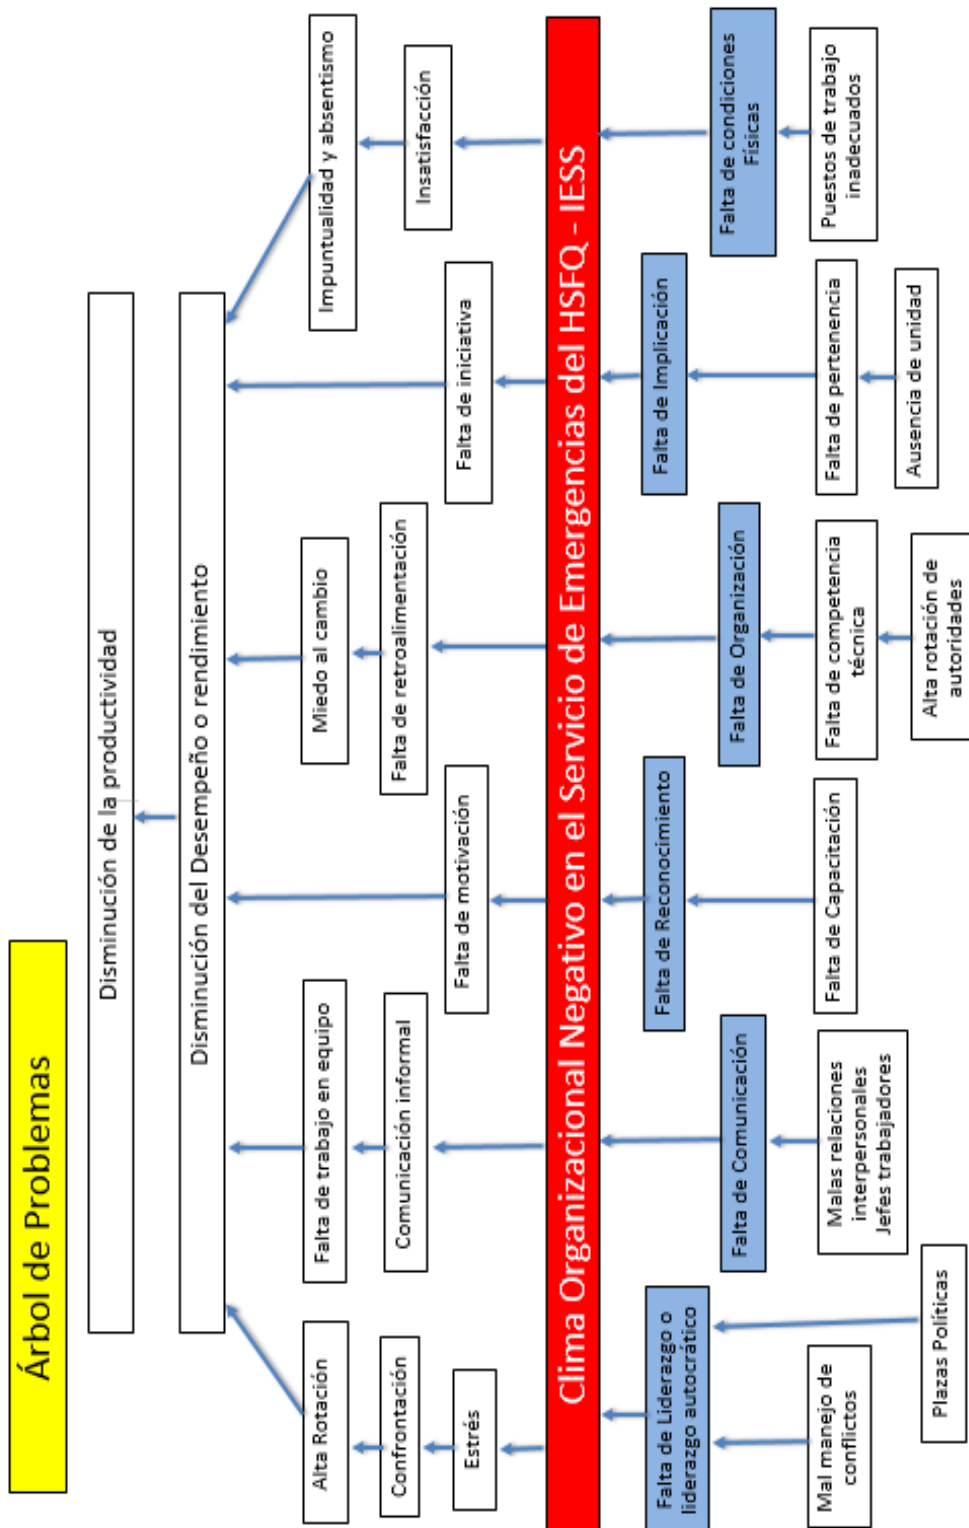 Árbol de Problemas
Disminución de la productividad
Disminución del Desempeño o rendimiento
Alta Rotación
Falta de trabajo en equipo
Miedo al cambio
Impuntualidad y absentismo
Confrontación
Comunicación informal
Falta de retroalimentación
Insatisfacción
Estrés
Falta de motivación
Falta de iniciativa
Clima Organizacional Negativo en el Servicio de Emergencias del HSFQ - IESS
Falta de Liderazgo o
liderazgo autocrático
Falta de Comunicación
Falta de Reconocimiento
Falta de Organización
Falta de Implicación
Falta de condiciones
Físicas
Mal manejo de
conflictos
Plazas Políticas
Malas relaciones
interpersonales
Jefes trabajadores
Falta de Capacitación
Falta de competencia
técnica
Alta rotación de
autoridades
Falta de pertenencia
Ausencia de unidad
Puestos de trabajo
inadecuados